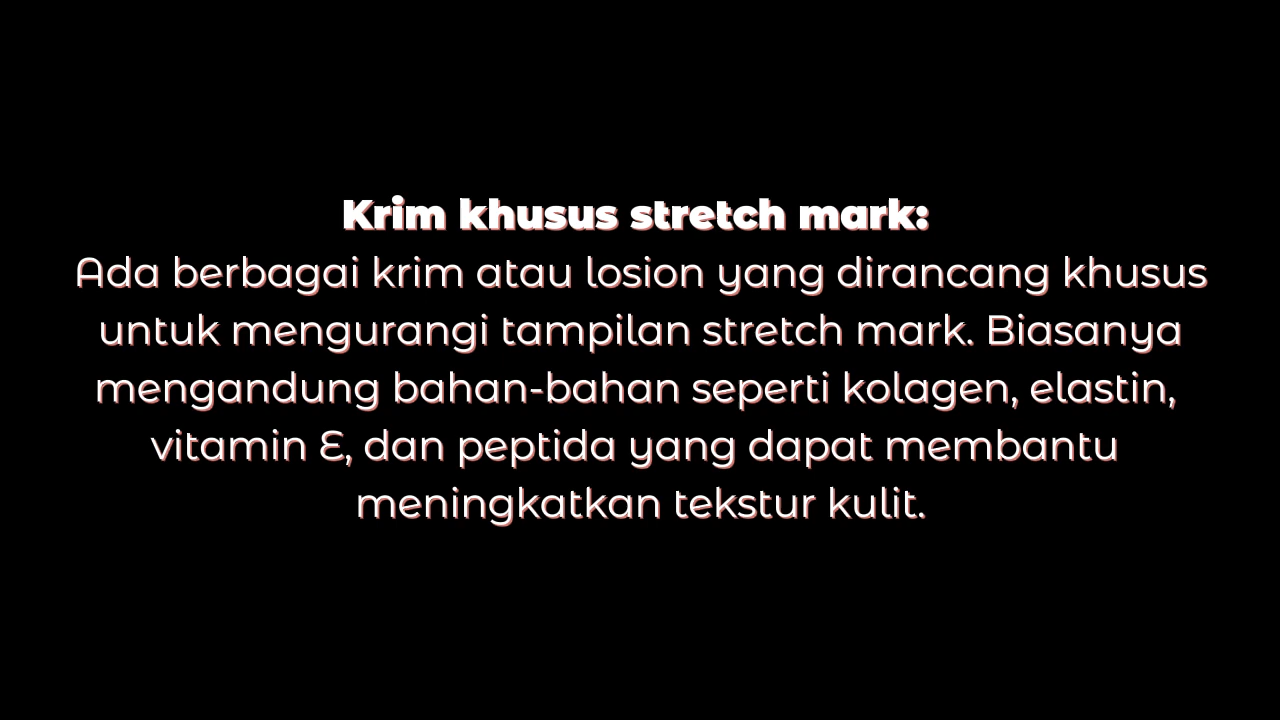 Krim khusus stretch mark:
Ada berbagai krim atau losion yang dirancang khusus
untuk mengurangi tampilan stretch mark. Biasanya
mengandung bahan-bahan seperti kolagen, elastin,
vitamin E, dan peptida yang dapat membantu
meningkatkan tekstur kulit.